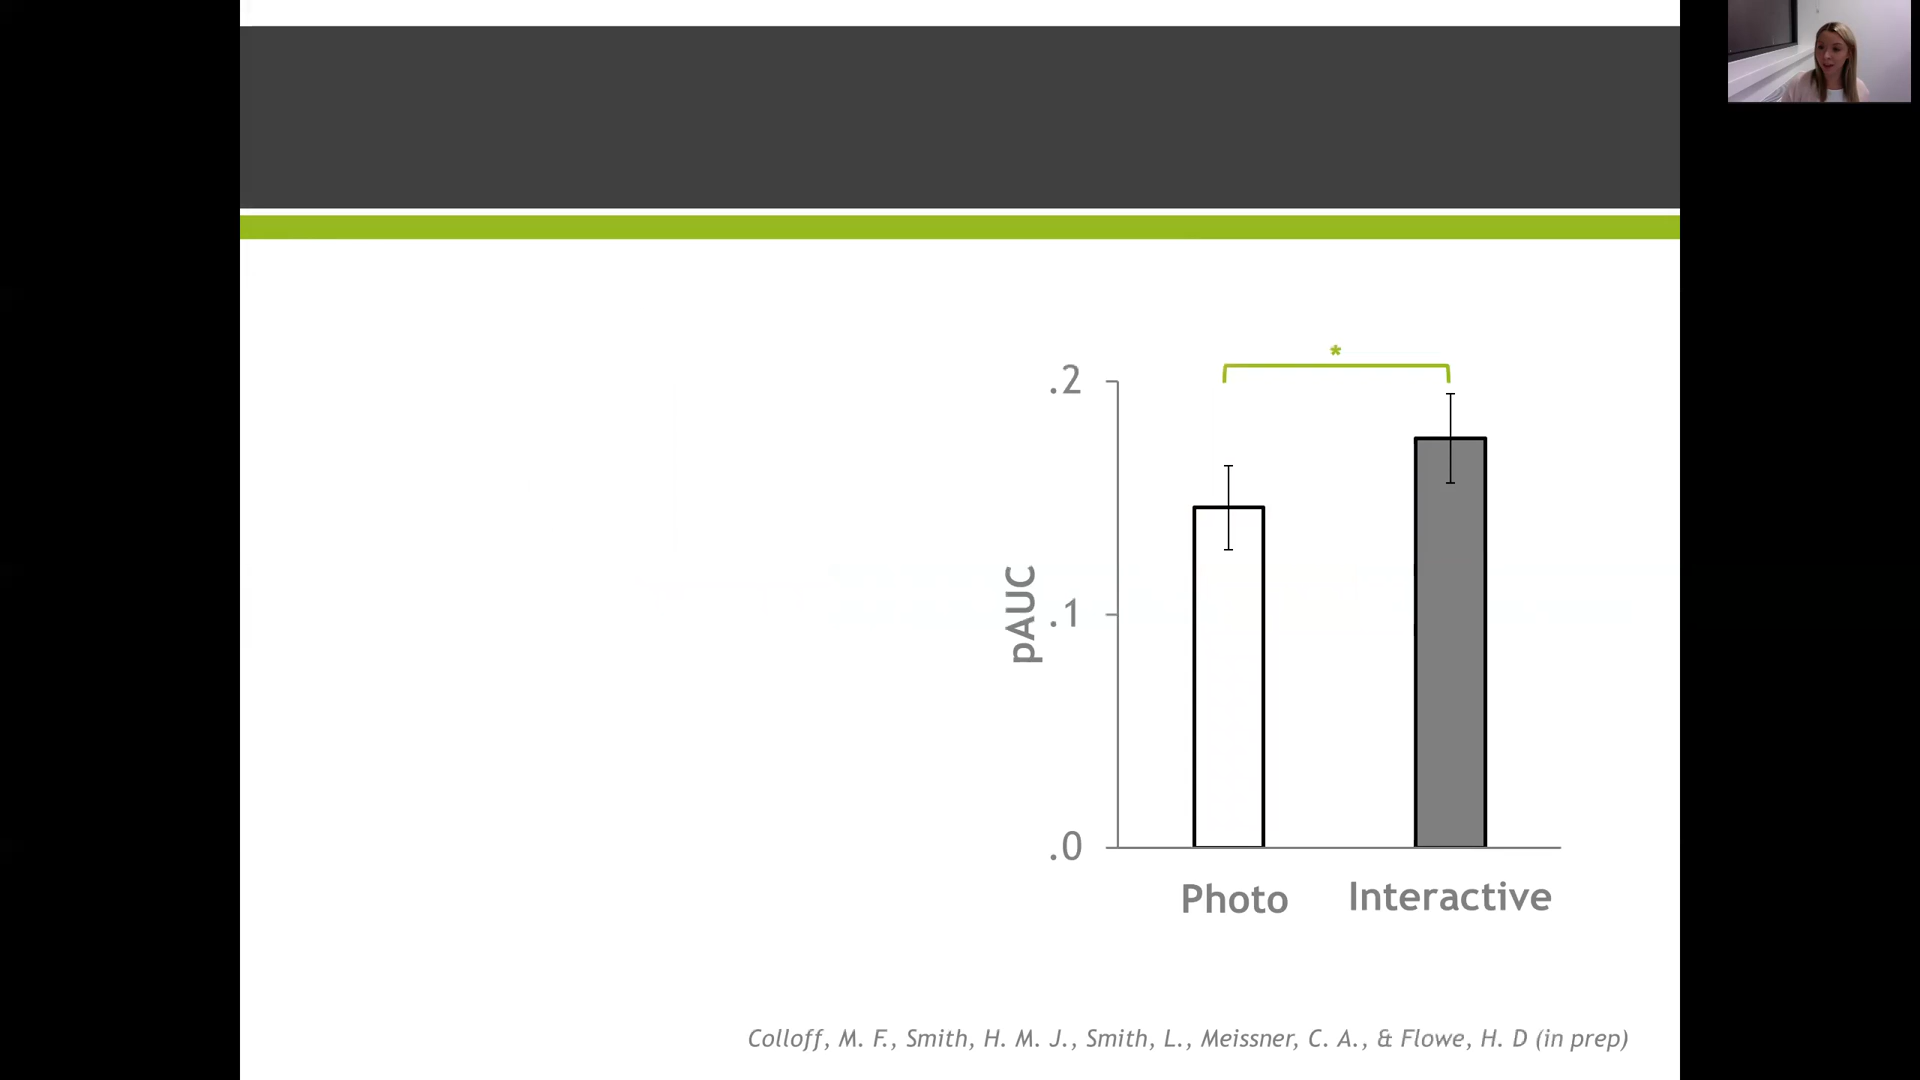 *
.2
pAUC
.1
.0
Photo
Interactive
Colloff, M. F., Smith, H. M. J., Smith, L., Meissner, C. A., & Flowe, H. D (in prep)